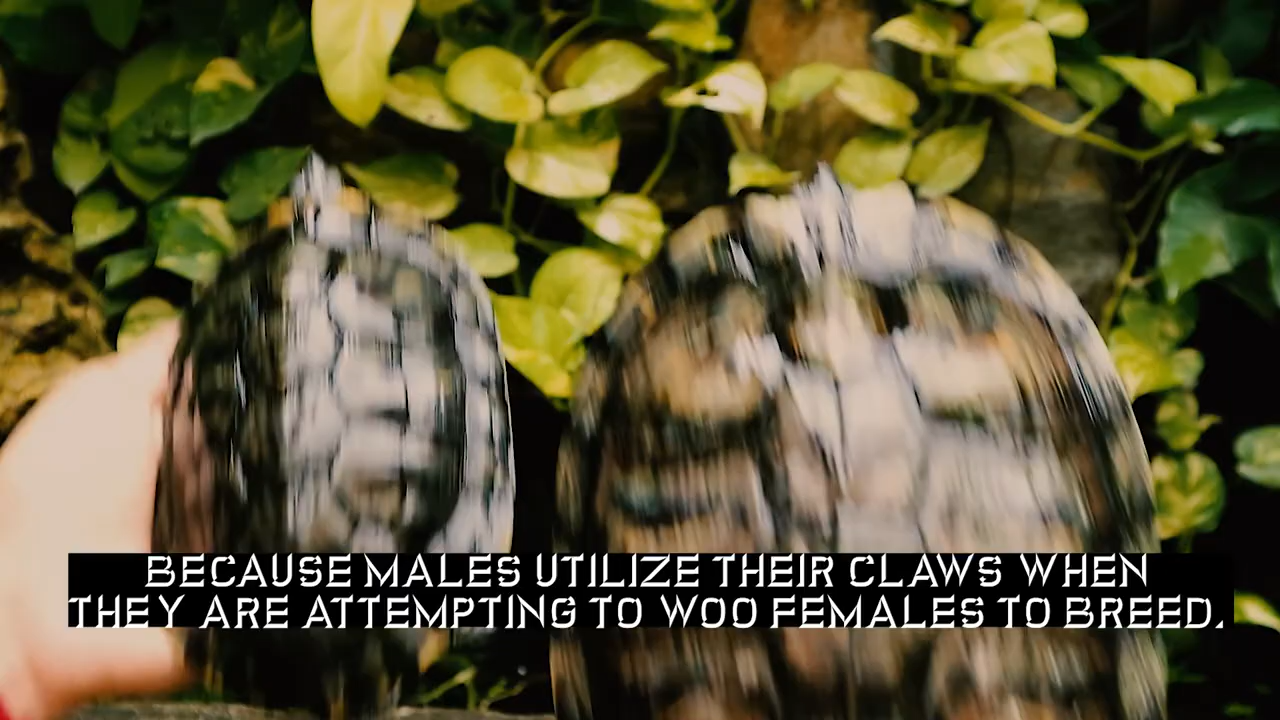 BECAUSE MALES UTILIZE THEIR CLAWS WHEN
THEY ARE ATTEMPTING TO WOO FEMALES TO BREED.